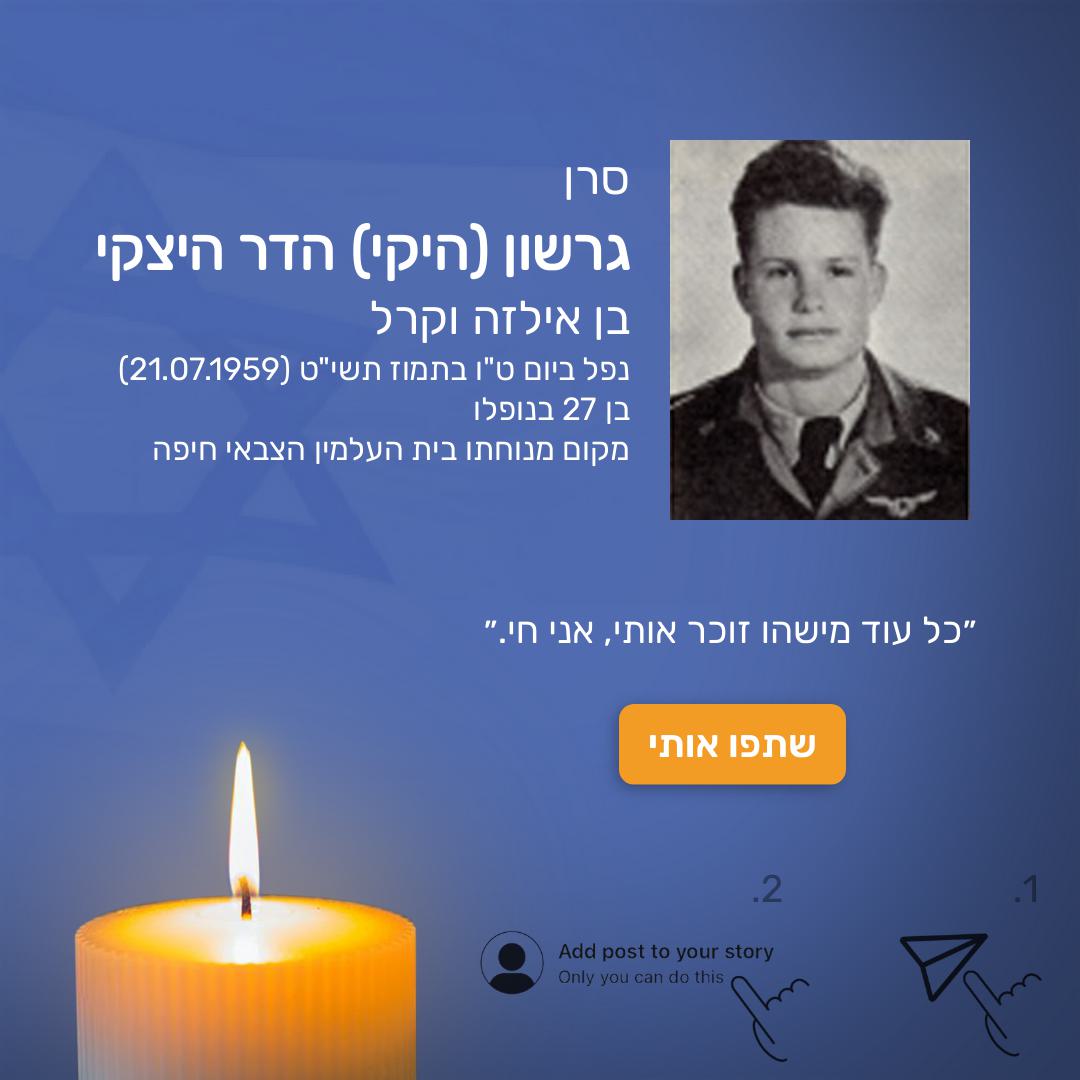 סרן
גרשון (היקי) הדר היצקי
בן אילזה וקרל
נפל ביום ט"ו בתמוז תשי"ט (21.07.1959)
בן 27 בנופלו
מקום מנוחתו בית העלמין הצבאי חיפה
״כל עוד מישהו זוכר אותי, אני חי.״
שתפו אותי
.1
.2
Add post to your story
Only you can do this